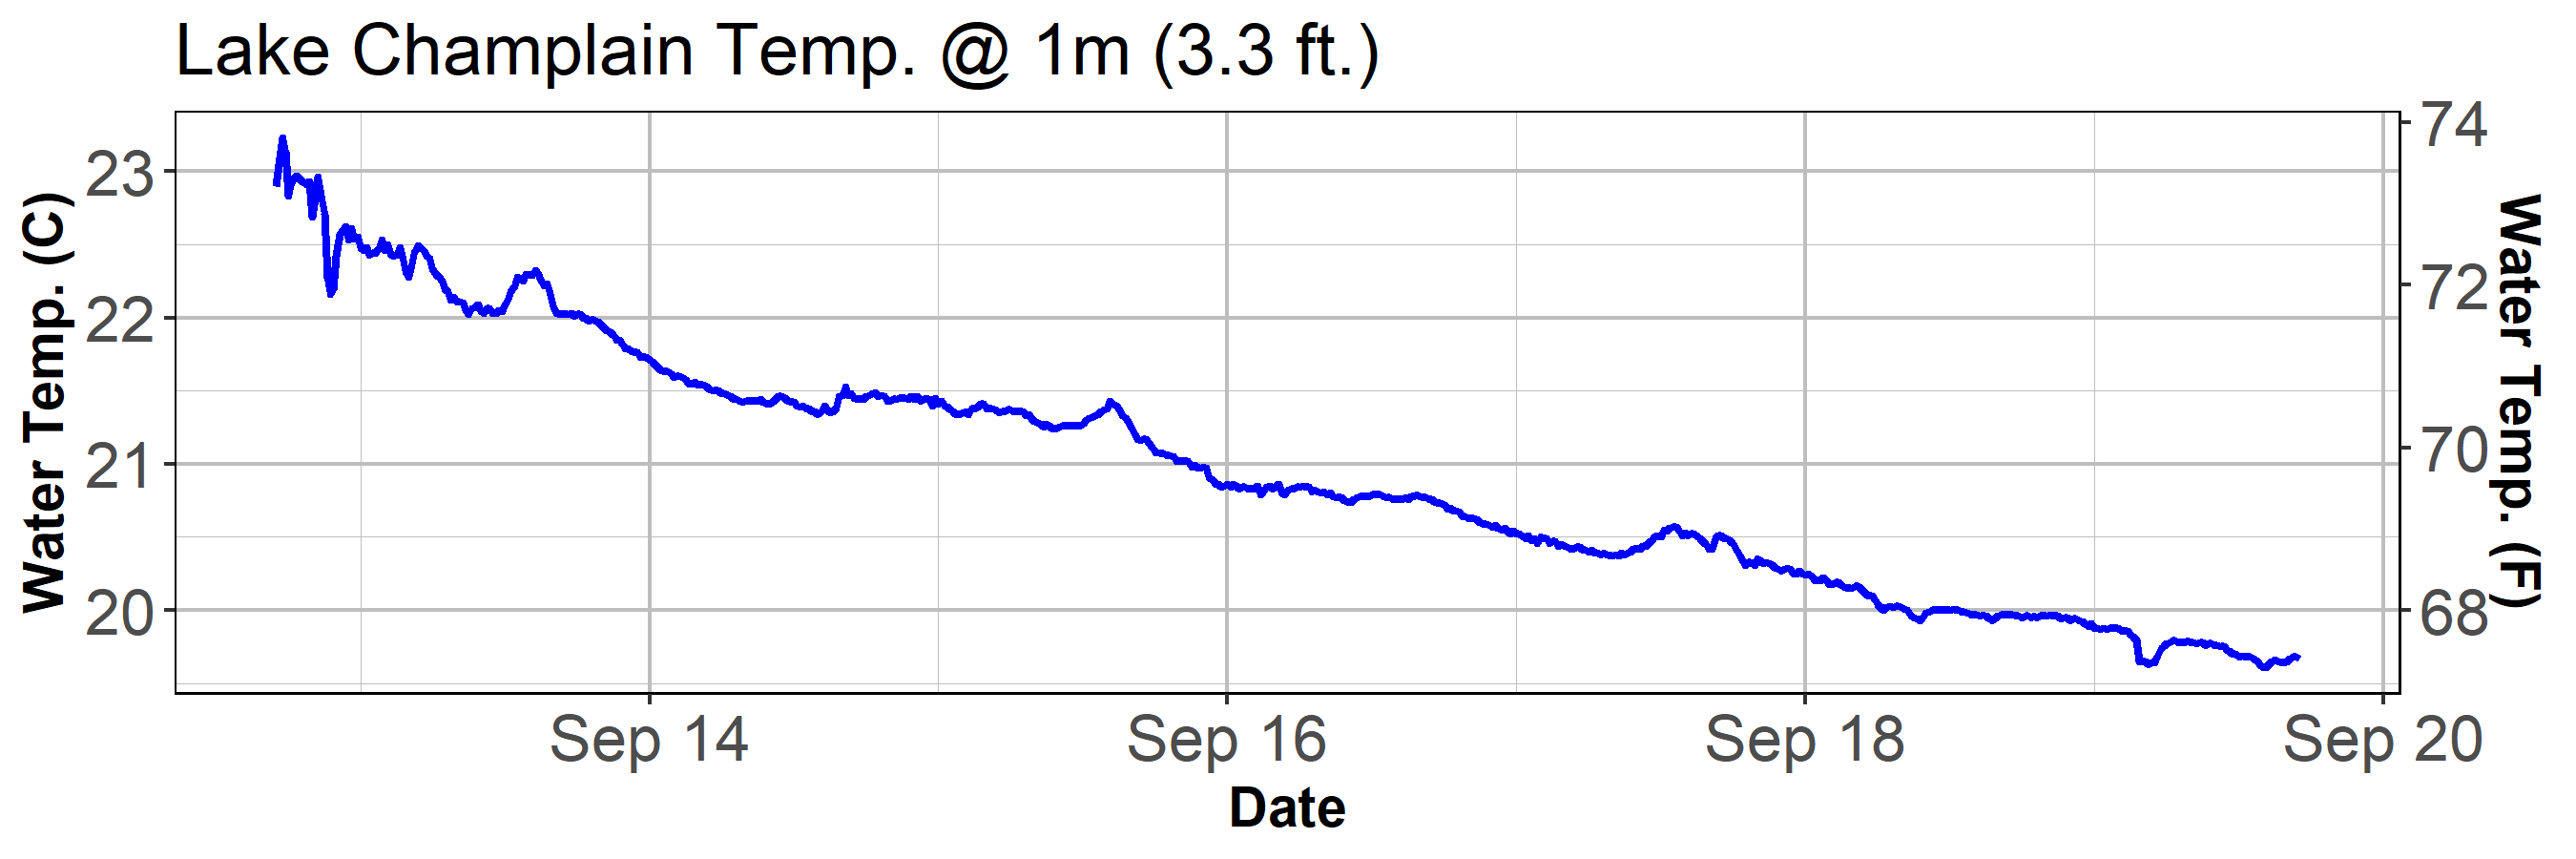 Lake Champlain Temp. @ 1m (3.3 ft.)
Water Temp. (C)
23
22
21
20
74
72
70
68
Water Temp. (F)
Sep 14 Sep 16 Sep 18 Sep 20
Date